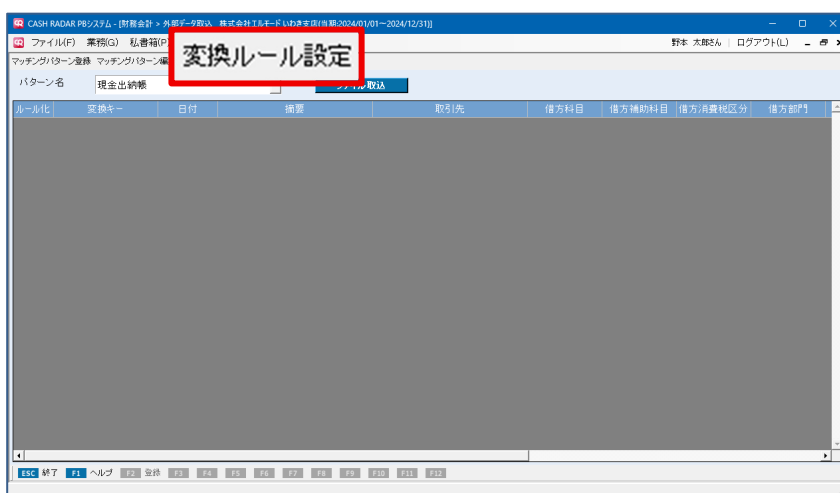 CASH RADAR PBシステム - [財務会計 > 外部データ取込 株式会社エルモード いわき支店(当期:2024/01/01～2024/12/31)]
ファイル(F) 業務(G) 私書箱(P 野本 太郎さん ログアウト(L)
マッチングパターン登録 マッチングパターン編
変換ルール設定
パターン名 現金出納帳 ファイル取込
ルール化 変換キー 日付 摘要 取引先 借方科目 借方補助科目 借方消費税区分 借方部門
ESC 終了 F1 ヘルプ F2 登録 F3 F4 F5 F6 F7 F8 F9 F10 F11 F12